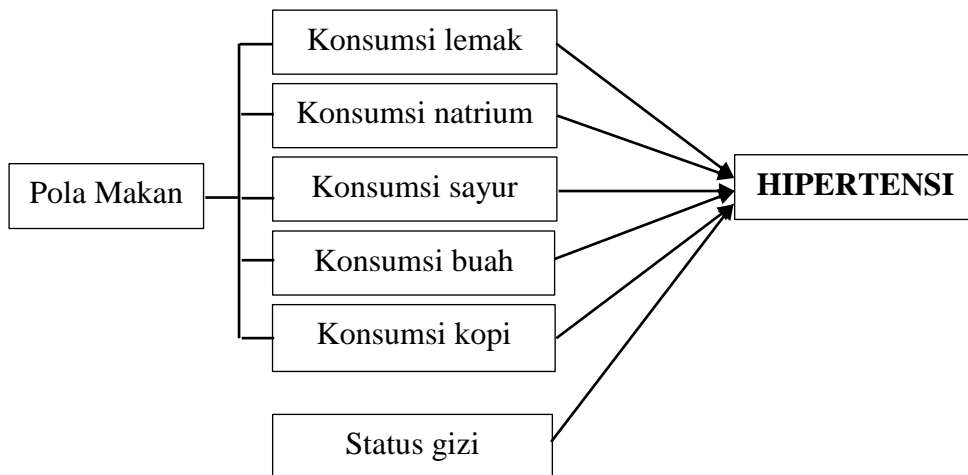 Konsumsi lemak
Konsumsi natrium
Pola Makan
Konsumsi sayur
HIPERTENSI
Konsumsi buah
Konsumsi kopi
Status gizi